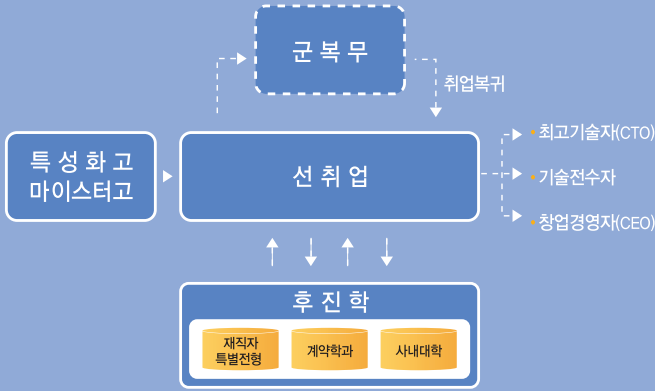 군 복 무
취업복귀
특 성 화 고
마이스터고
선 취 업
• 최고기술자(CTO)
• 기술전수자
• 창업경영자(CEO)
후 진 학
재직자
특별전형
계약학과
사내대학